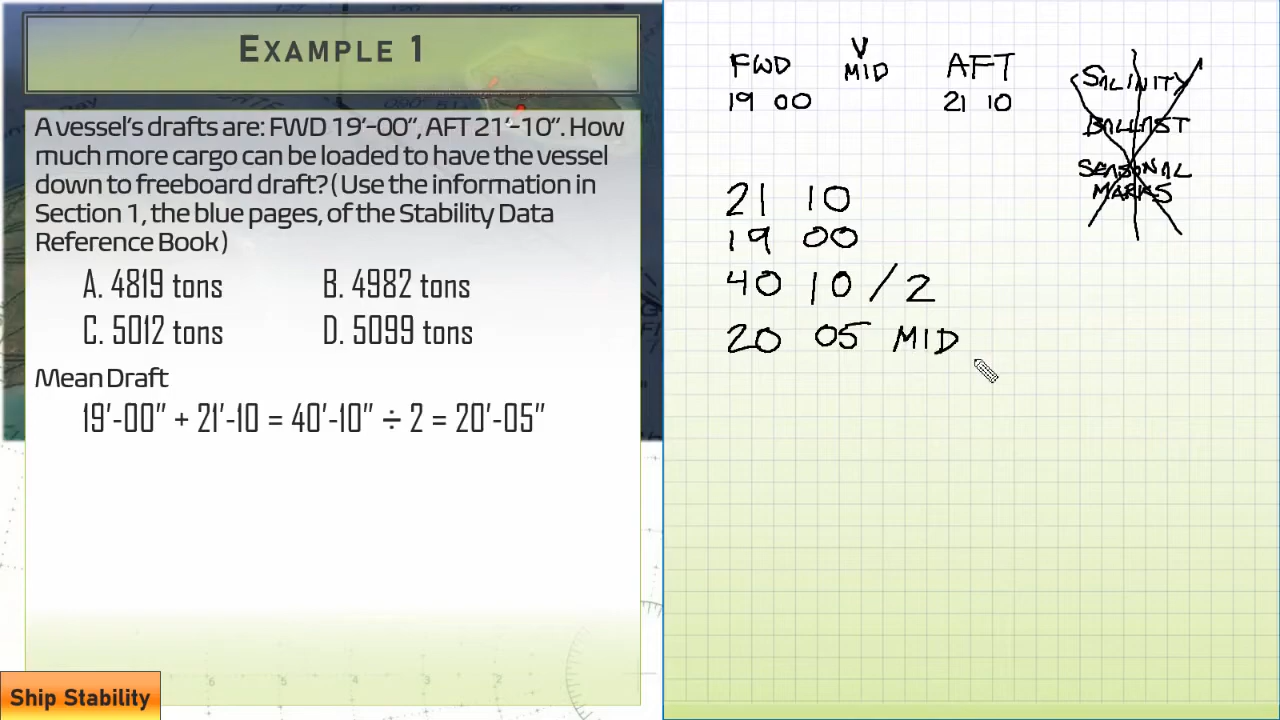 EXAMPLE 1
A vessel's drafts are: FWD 19'-00", AFT 21'-10". How
much more cargo can be loaded to have the vessel
down to freeboard draft? ( Use the information in
Section 1, the blue pages, of the Stability Data
Reference Book )
A. 4819 tons B. 4982 tons
C. 5012 tons D. 5099 tons
Mean Draft
19'-00" + 21'-10 = 40'-10" ÷ 2 = 20'-05"
Ship Stability
FWD MID AFT
19 00 21 10
21 10
19 00
40 10 / 2
20 05 MID
SALINITY
BALLAST
SEASONAL
MARKS